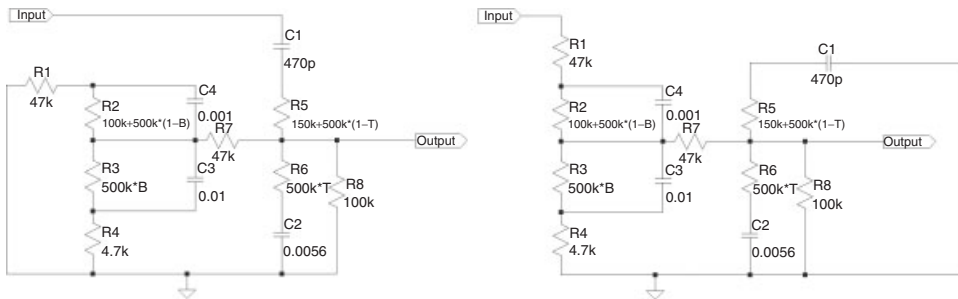 Input
C1
470p
R1
47k
R2
100k+500k*(1–B)
C4
0.001
R7
47k
R5
150k+500k*(1–T)
Output
R3
500k*B
C3
0.01
R6
500k*T
R8
100k
R4
4.7k
C2
0.0056
Input
R1
47k
C1
470p
R2
100k+500k*(1–B)
C4
0.001
R7
47k
R5
150k+500k*(1–T)
Output
R3
500k*B
C3
0.01
R6
500k*T
R8
100k
R4
4.7k
C2
0.0056